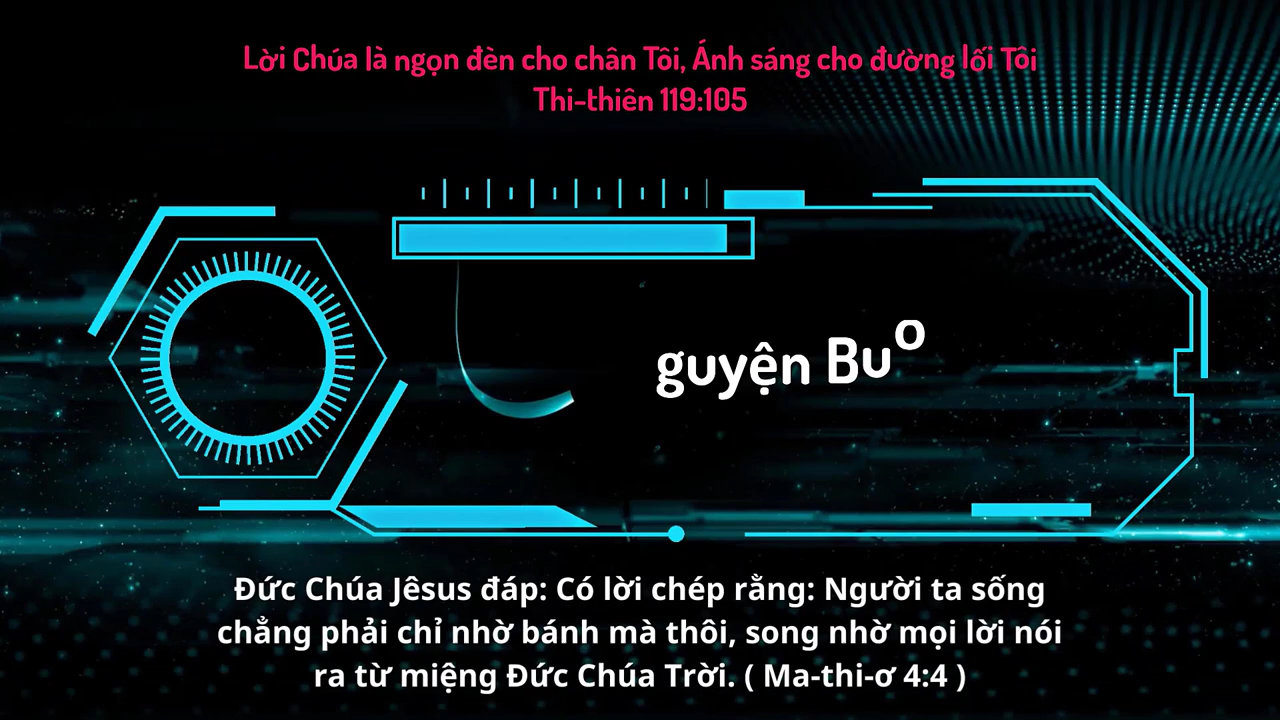 Lời Chúa là ngọn đèn cho chân Tôi, Ánh sáng cho đường lối Tôi
Thi-thiên 119:105
guyện Buo
Đức Chúa Jêsus đáp: Có lời chép rằng: Người ta sống
chẳng phải chỉ nhờ bánh mà thôi, song nhờ mọi lời nói
ra từ miệng Đức Chúa Trời. ( Ma-thi-ơ 4:4 )